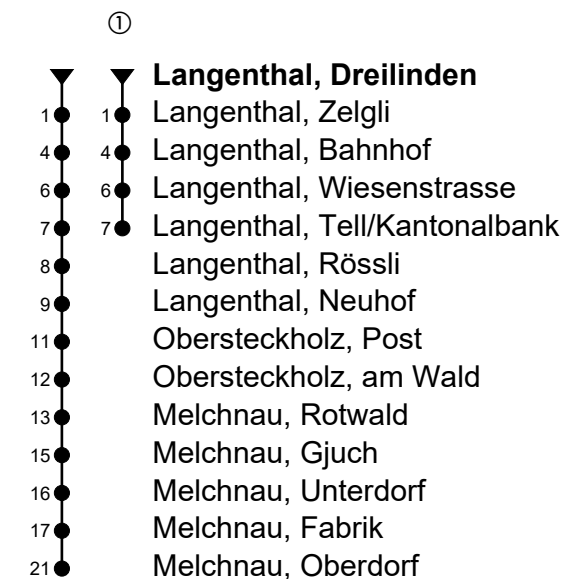 ①
Langenthal, Dreilinden
1 1 Langenthal, Zelgli
4 4 Langenthal, Bahnhof
6 6 Langenthal, Wiesenstrasse
7 7 Langenthal, Tell/Kantonalbank
8 Langenthal, Rössli
9 Langenthal, Neuhof
11 Obersteckholz, Post
12 Obersteckholz, am Wald
13 Melchnau, Rotwald
15 Melchnau, Gjuch
16 Melchnau, Unterdorf
17 Melchnau, Fabrik
21 Melchnau, Oberdorf